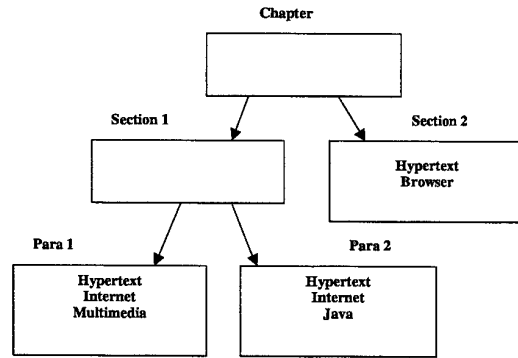 Chapter
Section 1
Section 2
Hypertext
Browser
Para 1
Para 2
Hypertext
Internet
Multimedia
Hypertext
Internet
Java